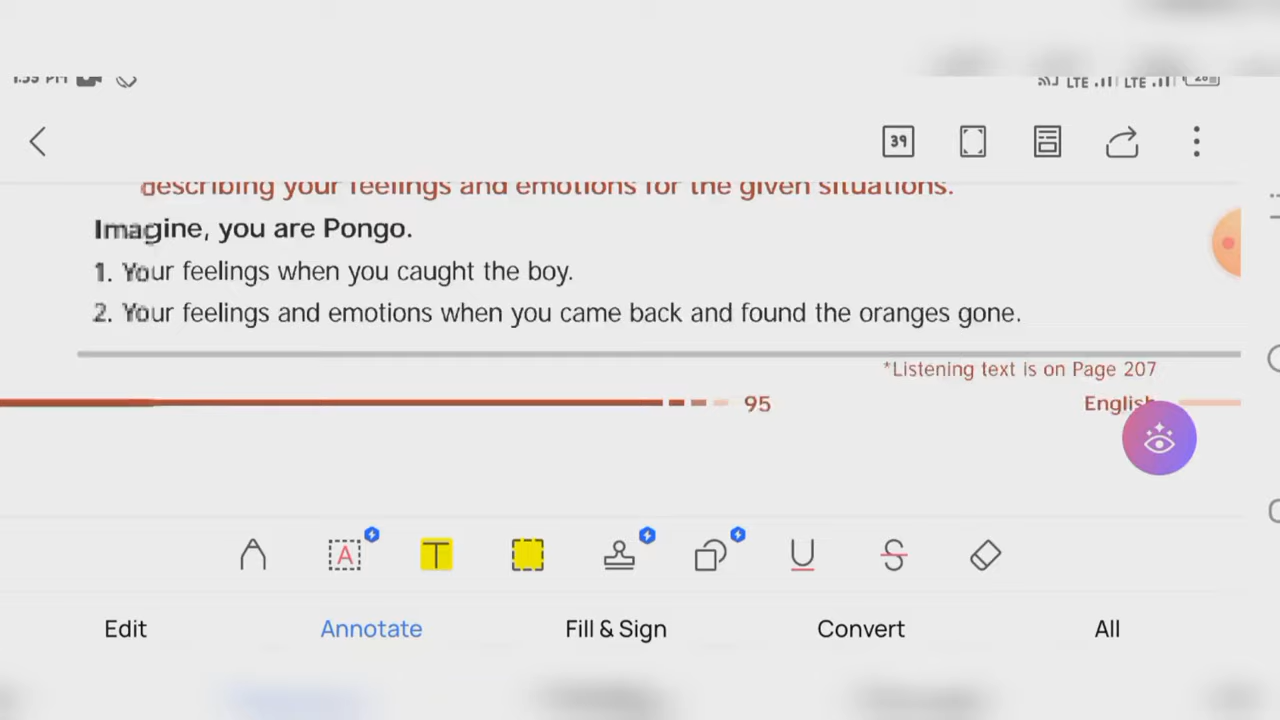 39
describing your feelings and emotions for the given situations.
Imagine, you are Pongo.
1. Your feelings when you caught the boy.
2. Your feelings and emotions when you came back and found the oranges gone.
*Listening text is on Page 207
95
English
Edit
Annotate
Fill & Sign
Convert
All